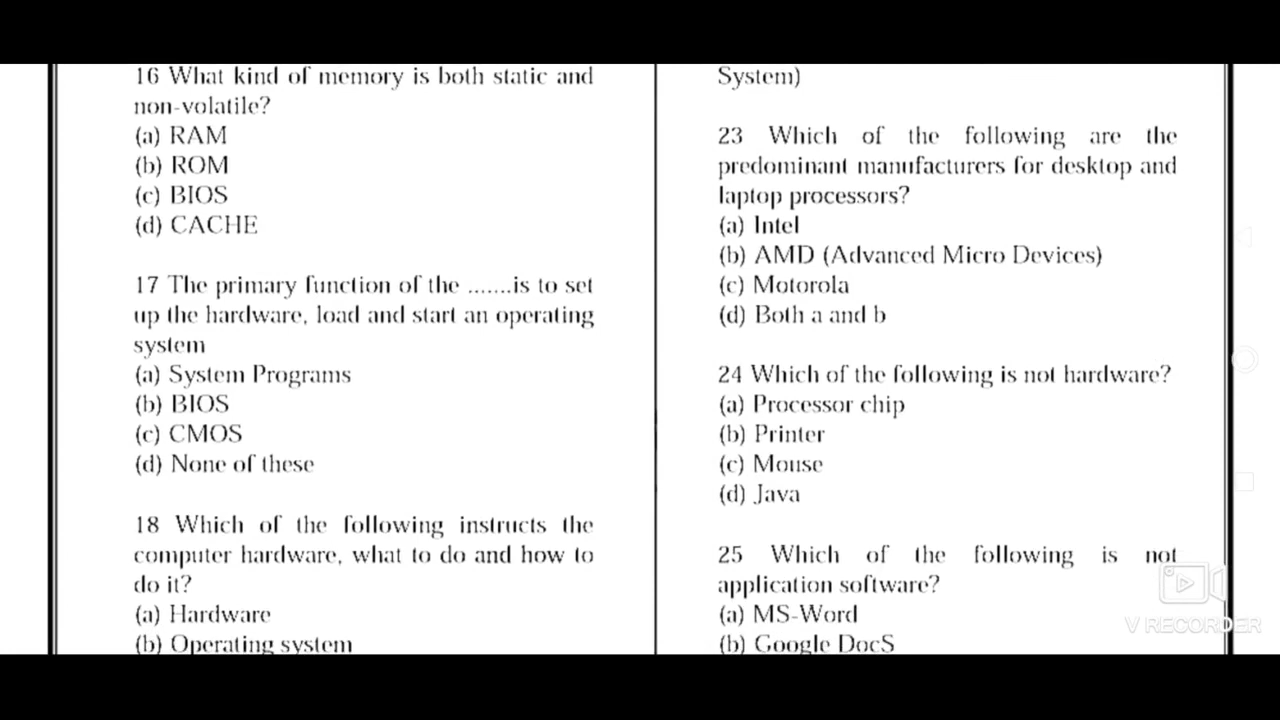 16 What kind of memory is both static and
non-volatile?
(a) RAM
(b) ROM
(c) BIOS
(d) CACHE
17 The primary function of the .......is to set
up the hardware, load and start an operating
system
(a) System Programs
(b) BIOS
(c) CMOS
(d) None of these
18 Which of the following instructs the
computer hardware, what to do and how to
do it?
(a) Hardware
(b) Operating system
System)
23 Which of the following are the
predominant manufacturers for desktop and
laptop processors?
(a) Intel
(b) AMD (Advanced Micro Devices)
(c) Motorola
(d) Both a and b
24 Which of the following is not hardware?
(a) Processor chip
(b) Printer
(c) Mouse
(d) Java
25 Which of the following is not
application software?
(a) MS-Word
(b) Google DocS
V RECORDER